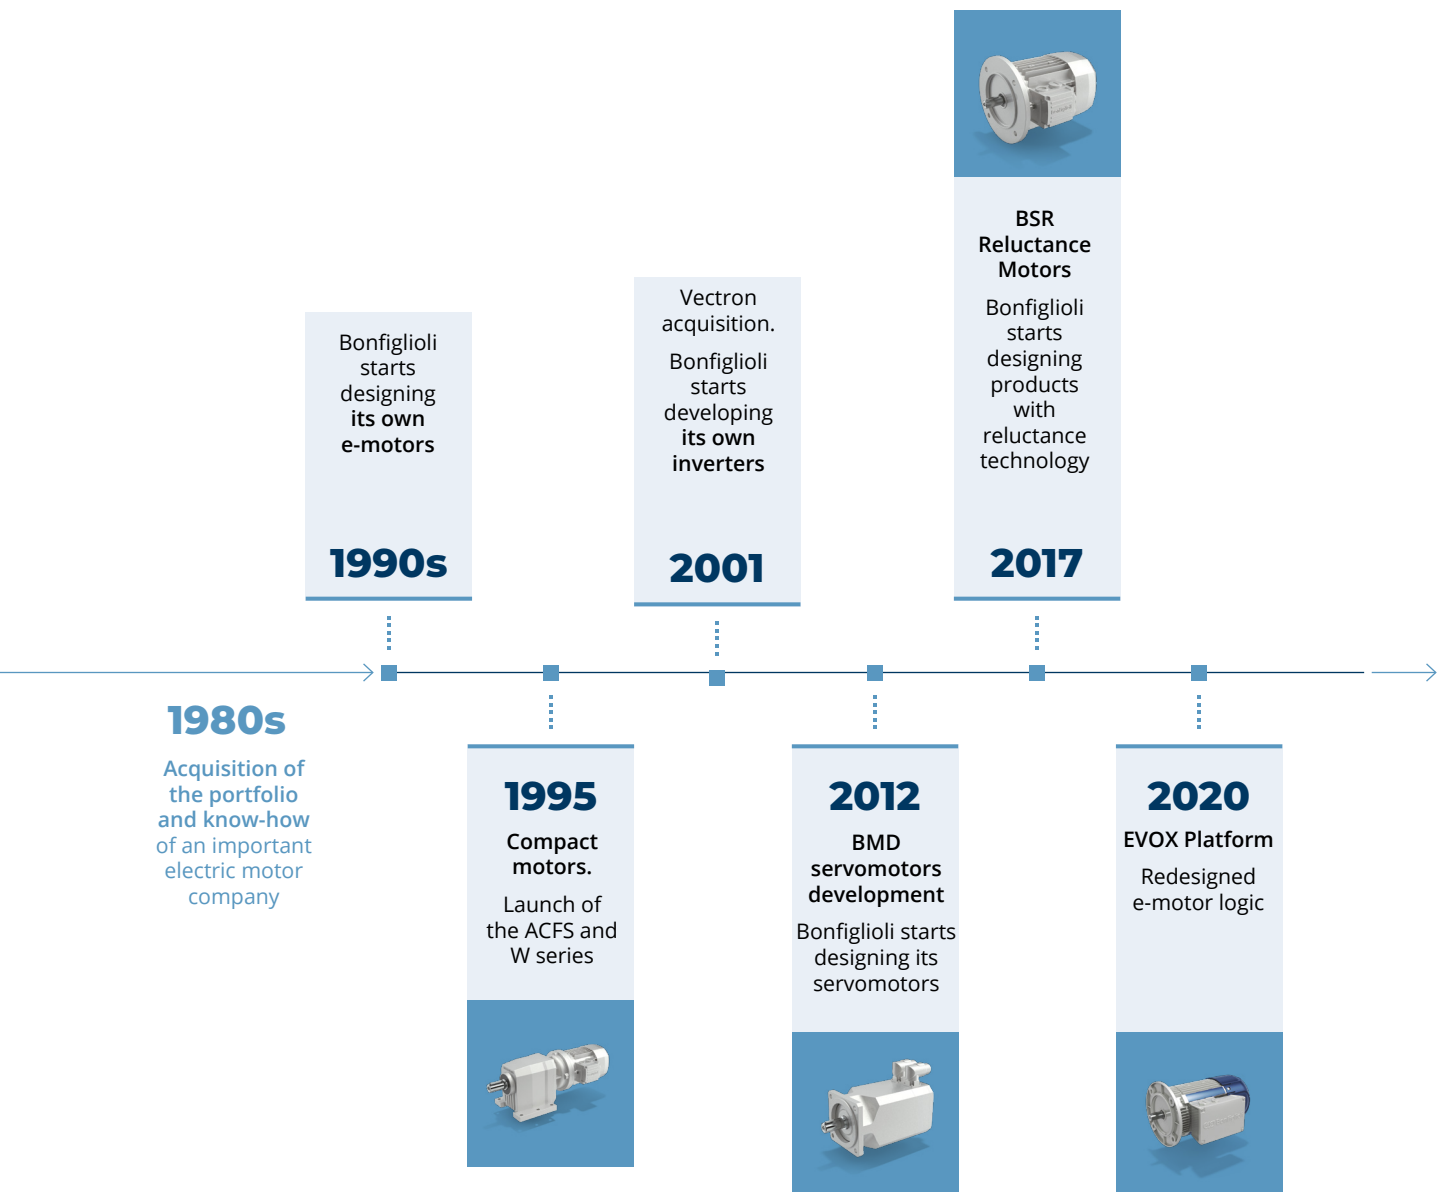 1980s
Acquisition of
the portfolio
and know-how
of an important
electric motor
company
Bonfiglioli
starts
designing
its own
e-motors
1990s
1995
Compact
motors.
Launch of
the ACFS and
W series
Vectron
acquisition.
Bonfiglioli
starts
developing
its own
inverters
2001
2012
BMD
servomotors
development
Bonfiglioli starts
designing its
servomotors
BSR
Reluctance
Motors
Bonfiglioli
starts
designing
products
with
reluctance
technology
2017
2020
EVOX Platform
Redesigned
e-motor logic